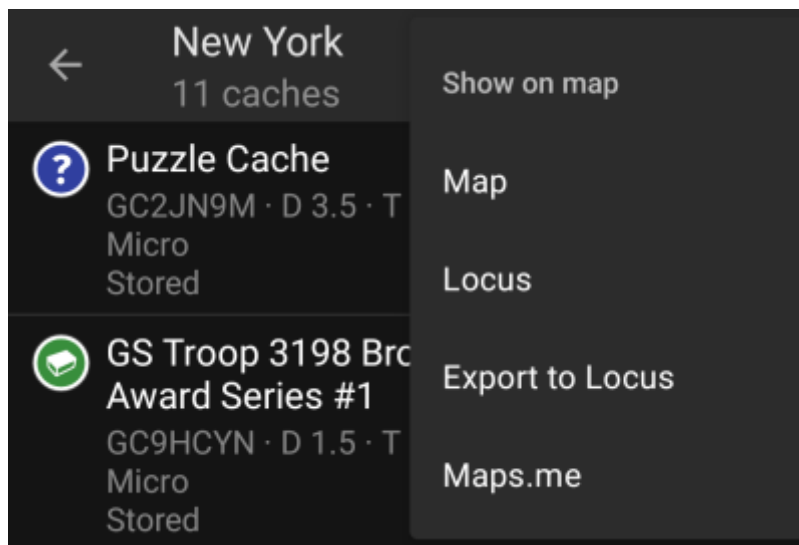 New York
11 caches
?
Puzzle Cache
GC2JN9M · D 3.5 · T
Micro
Stored
GS Troop 3198 Bro
Award Series #1
GC9HCYN · D 1.5 · T
Micro
Stored
Show on map
Map
Locus
Export to Locus
Maps.me